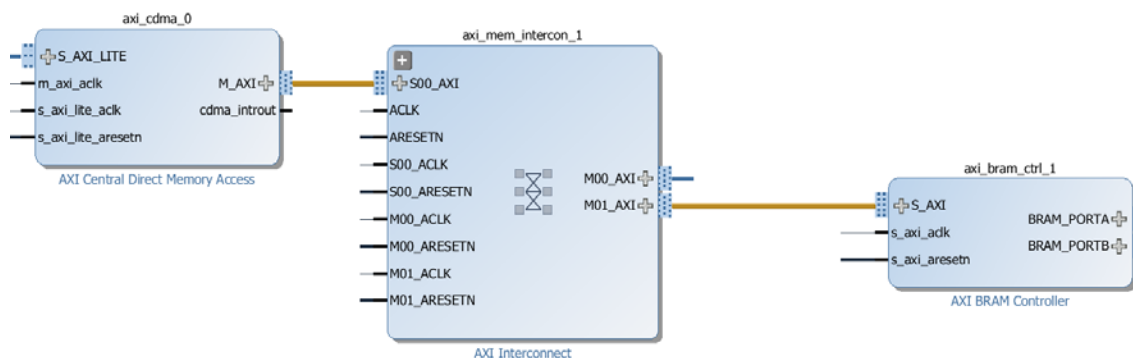 axi_cdma_0
S_AXI_LITE
m_axi_aclk
s_axi_lite_aclk
s_axi_lite_aresetn
M_AXI
cdma_introut
AXI Central Direct Memory Access
axi_mem_intercon_1
S00_AXI
ACLK
ARESETN
S00_ACLK
S00_ARESETN
M00_ACLK
M00_ARESETN
M01_ACLK
M01_ARESETN
M00_AXI
M01_AXI
AXI Interconnect
axi_bram_ctrl_1
S_AXI
s_axi_aclk
s_axi_aresetn
BRAM_PORTA
BRAM_PORTB
AXI BRAM Controller